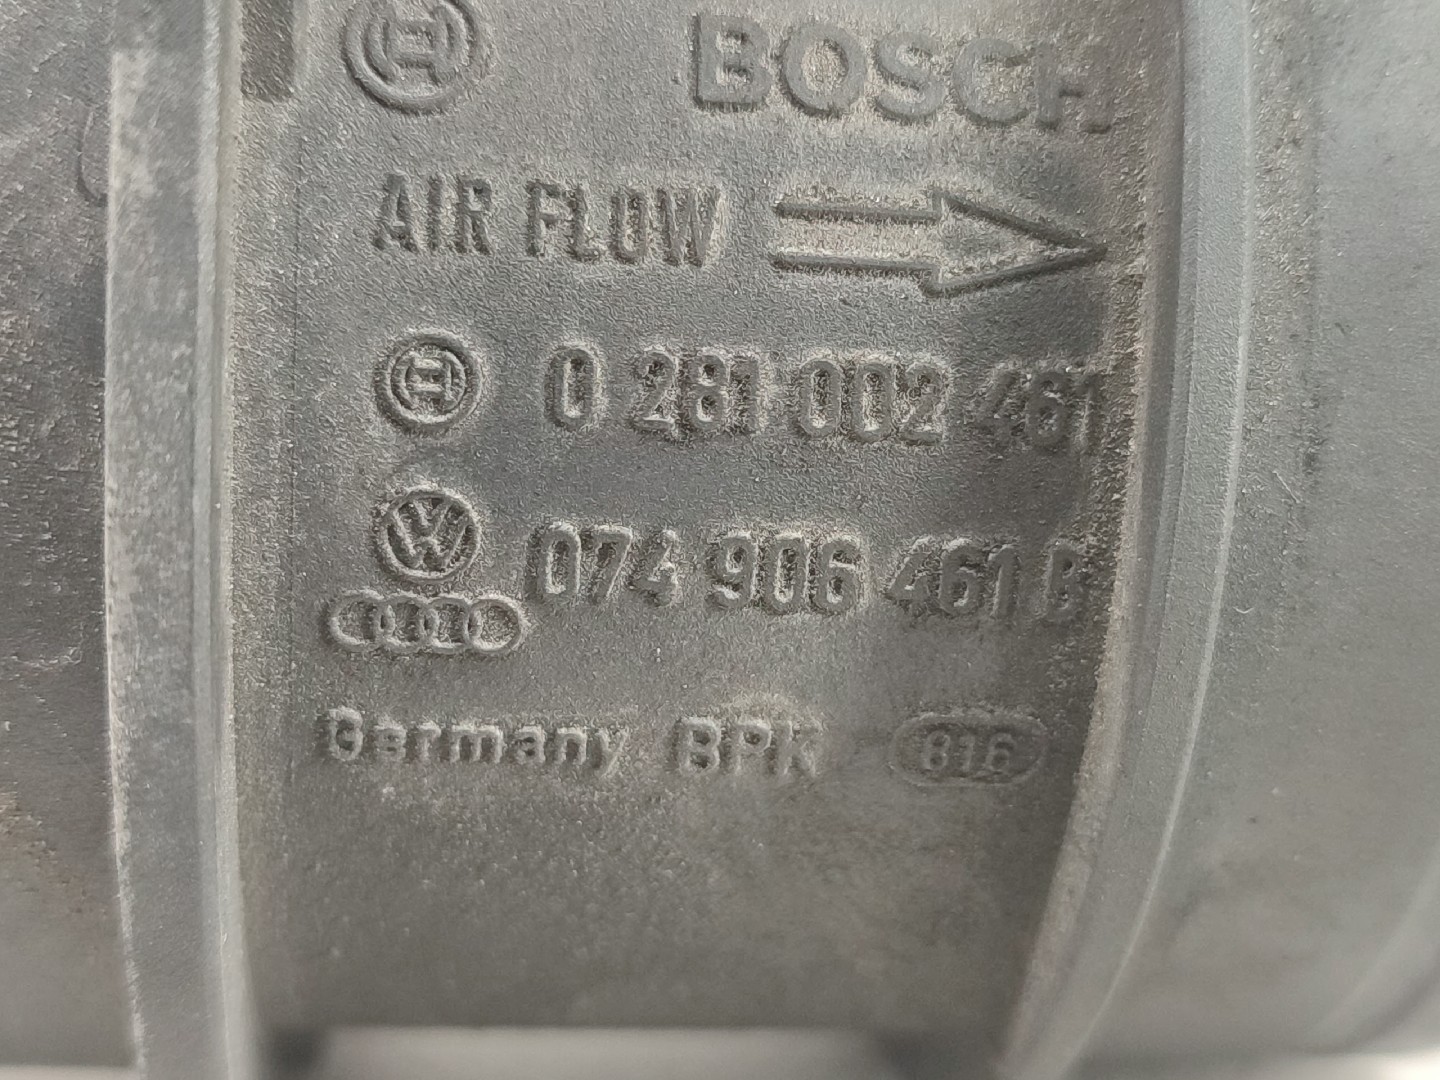 BOSCH
AIR FLOW
0 281 002 461
074 906 461 B
Germany BPK 816